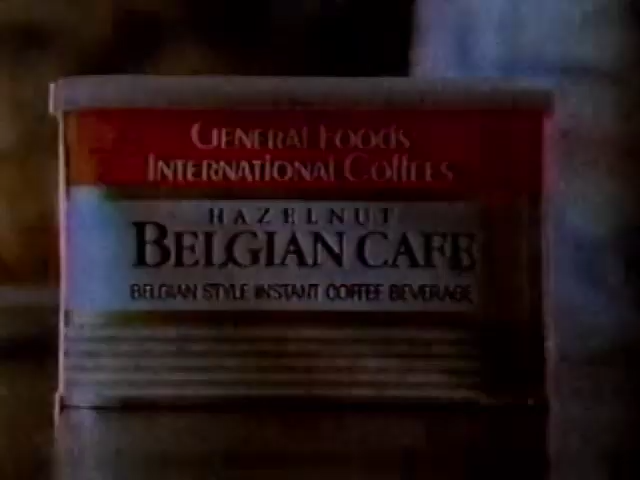 GENERAL FOODS
INTERNATIONAL COFFEES
HAZELNUT
BELGIAN CAFE
BELGIAN STYLE INSTANT COFFEE BEVERAGE